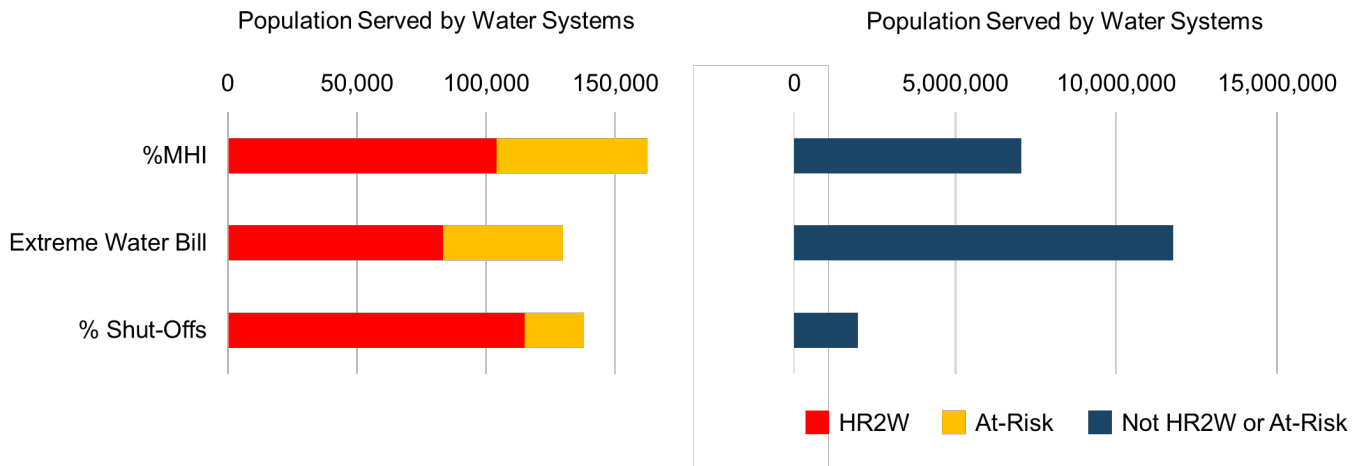 Population Served by Water Systems
0 50,000 100,000 150,000
%MHI
Extreme Water Bill
% Shut-Offs
Population Served by Water Systems
0 5,000,000 10,000,000 15,000,000
HR2W At-Risk Not HR2W or At-Risk